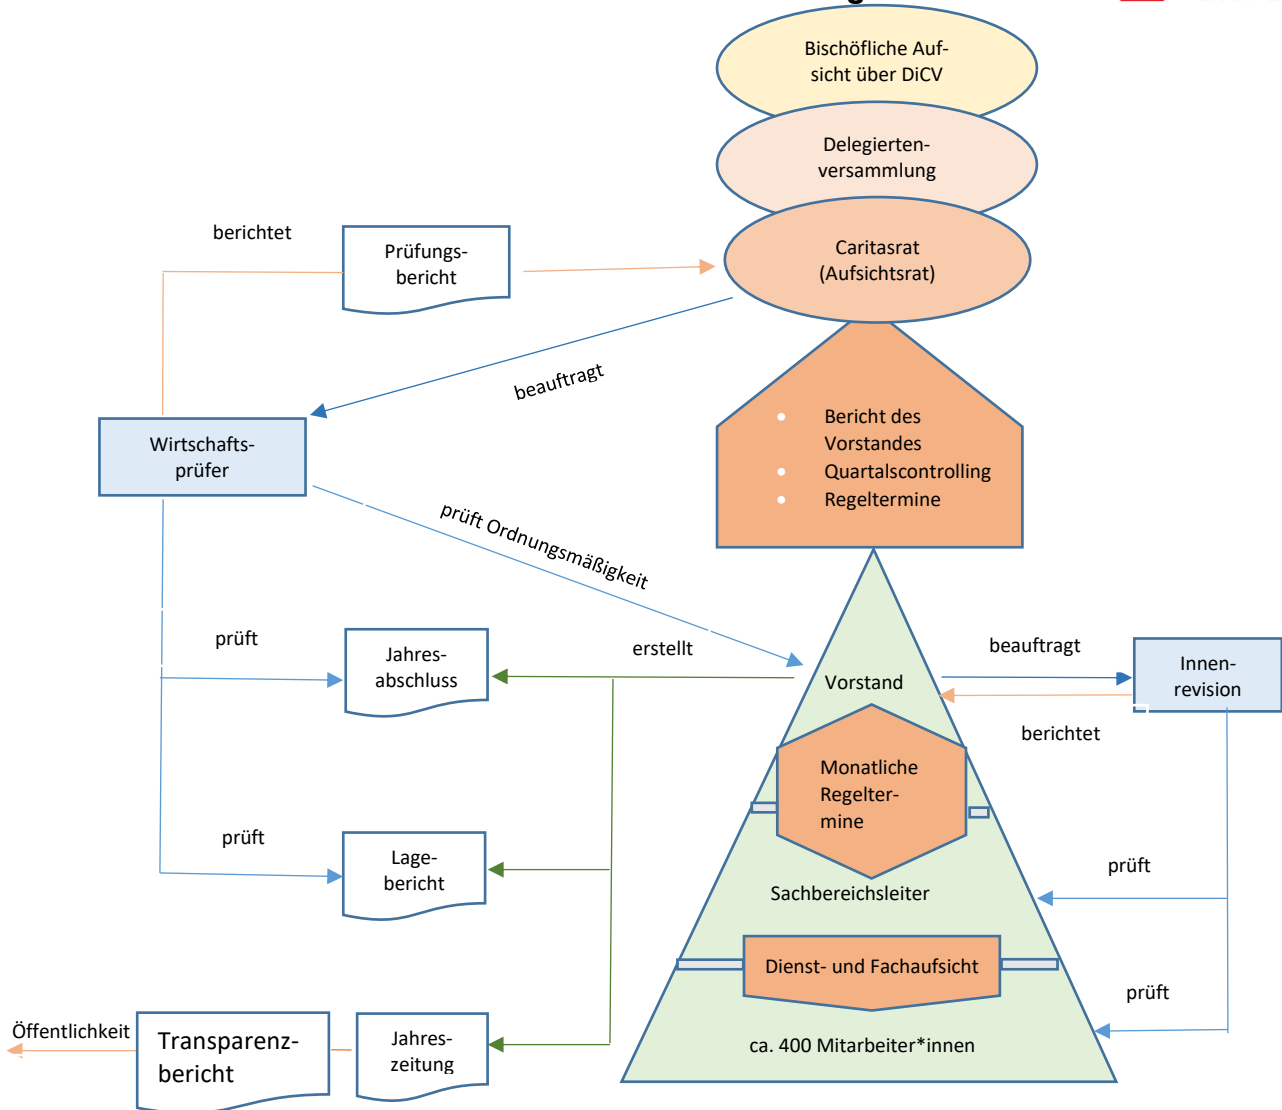 Bischöfliche Auf-
sicht über DiCV
Delegierten-
versammlung
Caritasrat
(Aufsichtsrat)
berichtet
Prüfungs-
bericht
beauftragt
Wirtschafts-
prüfer
• Bericht des
Vorstandes
• Quartalscontrolling
• Regeltermine
prüft Ordnungsmäßigkeit
prüft
Jahres-
abschluss
erstellt
Vorstand
beauftragt
Innen-
revision
berichtet
Monatliche
Regelter-
mine
prüft
Lage-
bericht
Sachbereichsleiter
prüft
Dienst- und Fachaufsicht
prüft
Öffentlichkeit
Transparenz-
bericht
Jahres-
zeitung
ca. 400 Mitarbeiter*innen